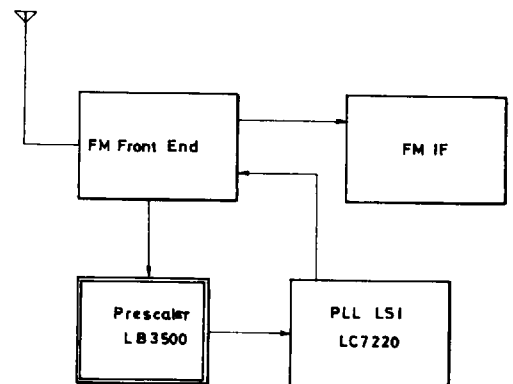 FM Front End
FM IF
Prescaler
LB3500
PLL LSI
LC7220